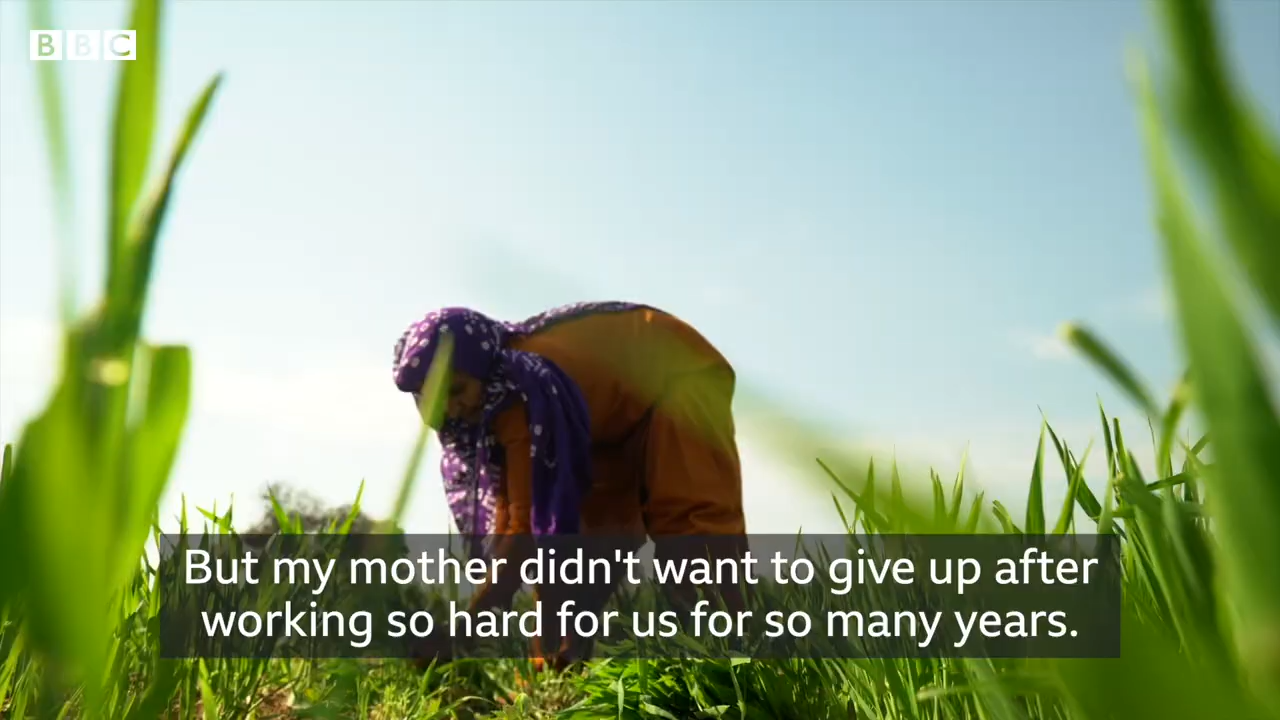 BBC
But my mother didn't want to give up after
working so hard for us for so many years.